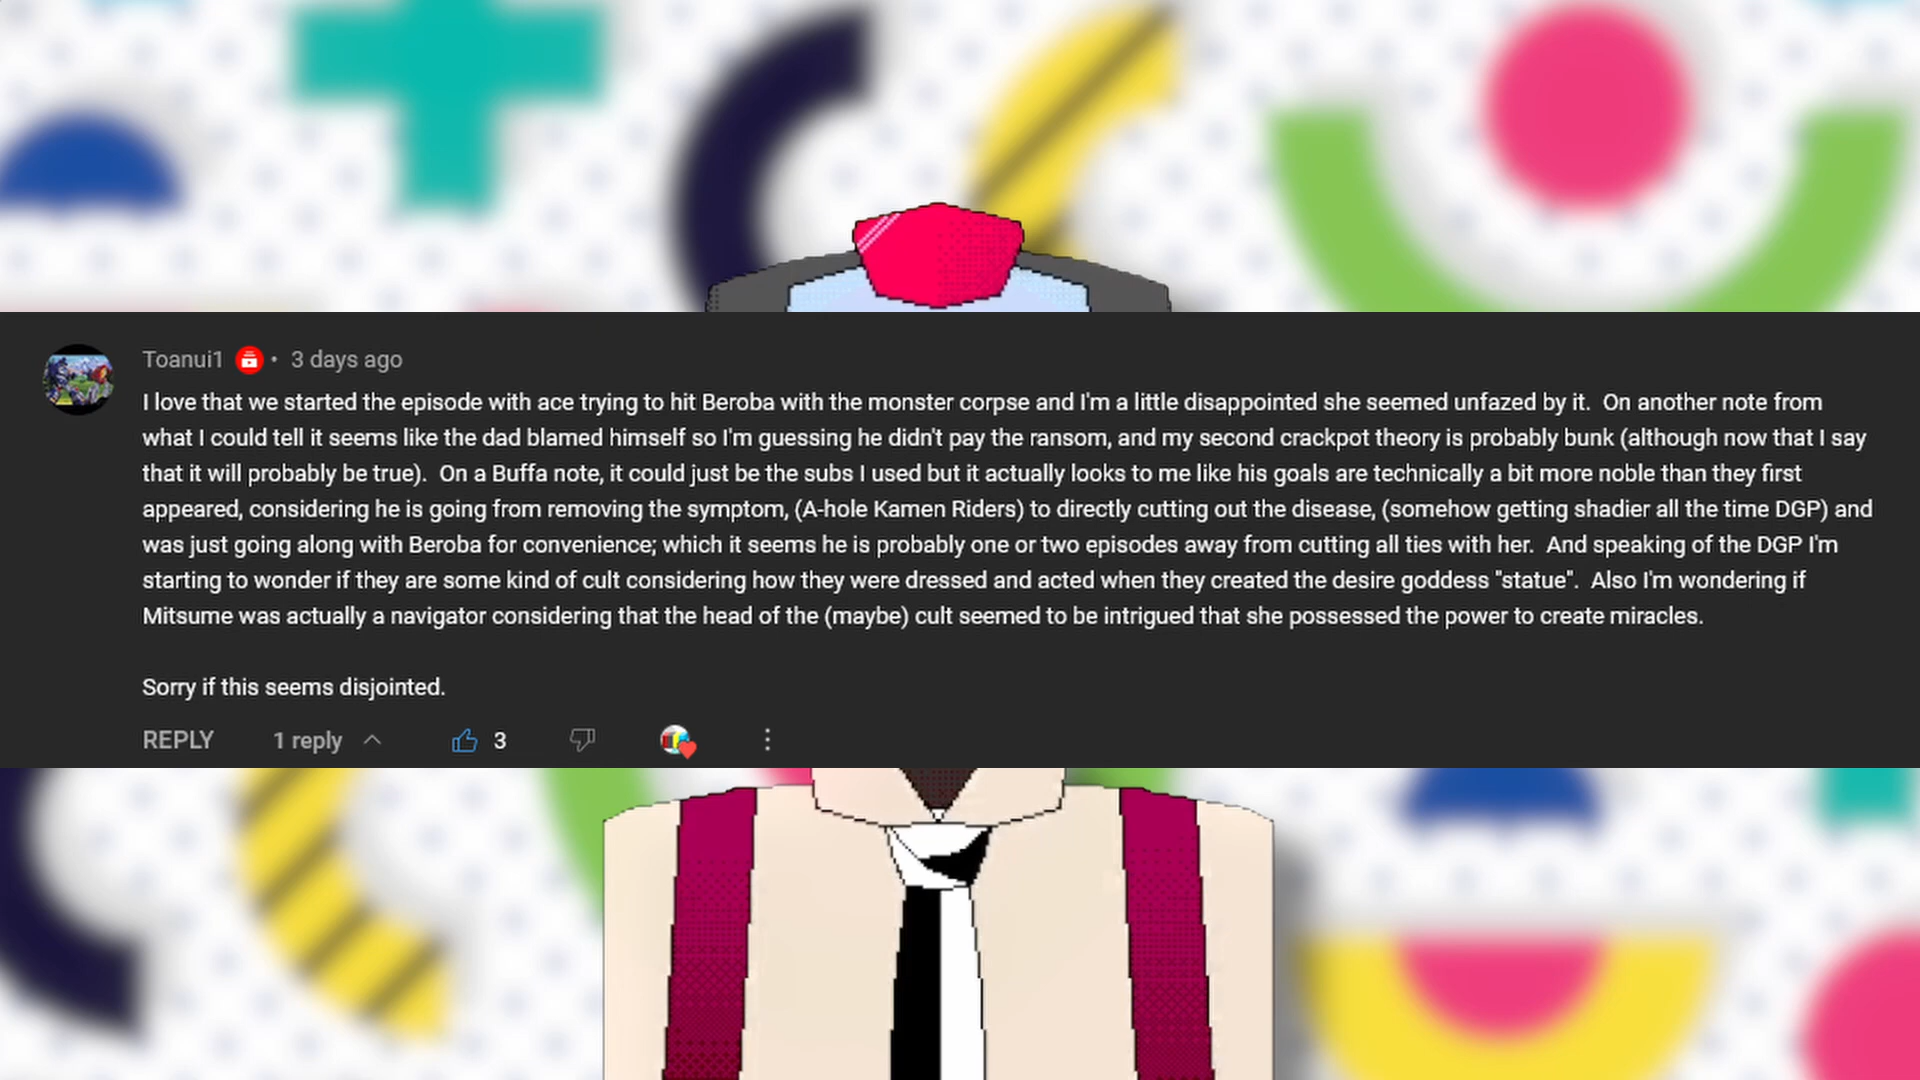 Toanui1 • 3 days ago
I love that we started the episode with ace trying to hit Beroba with the monster corpse and I'm a little disappointed she seemed unfazed by it.  On another note from
what I could tell it seems like the dad blamed himself so I'm guessing he didn't pay the ransom, and my second crackpot theory is probably bunk (although now that I say
that it will probably be true).  On a Buffa note, it could just be the subs I used but it actually looks to me like his goals are technically a bit more noble than they first
appeared, considering he is going from removing the symptom, (A-hole Kamen Riders) to directly cutting out the disease, (somehow getting shadier all the time DGP) and
was just going along with Beroba for convenience; which it seems he is probably one or two episodes away from cutting all ties with her.  And speaking of the DGP I'm
starting to wonder if they are some kind of cult considering how they were dressed and acted when they created the desire goddess "statue".  Also I'm wondering if
Mitsume was actually a navigator considering that the head of the (maybe) cult seemed to be intrigued that she possessed the power to create miracles.
Sorry if this seems disjointed.
REPLY 1 reply 3